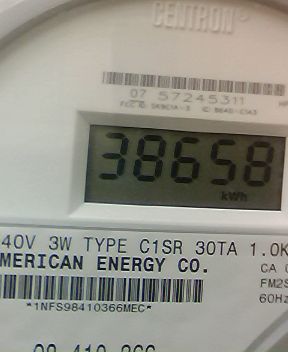 CENTRON®
07 57245311
38658
kWh
40V 3W TYPE C1SR 30TA 1.0K
MERICAN ENERGY CO.
CA 0
FM2S
60Hz
*1NFS98410366MEC*